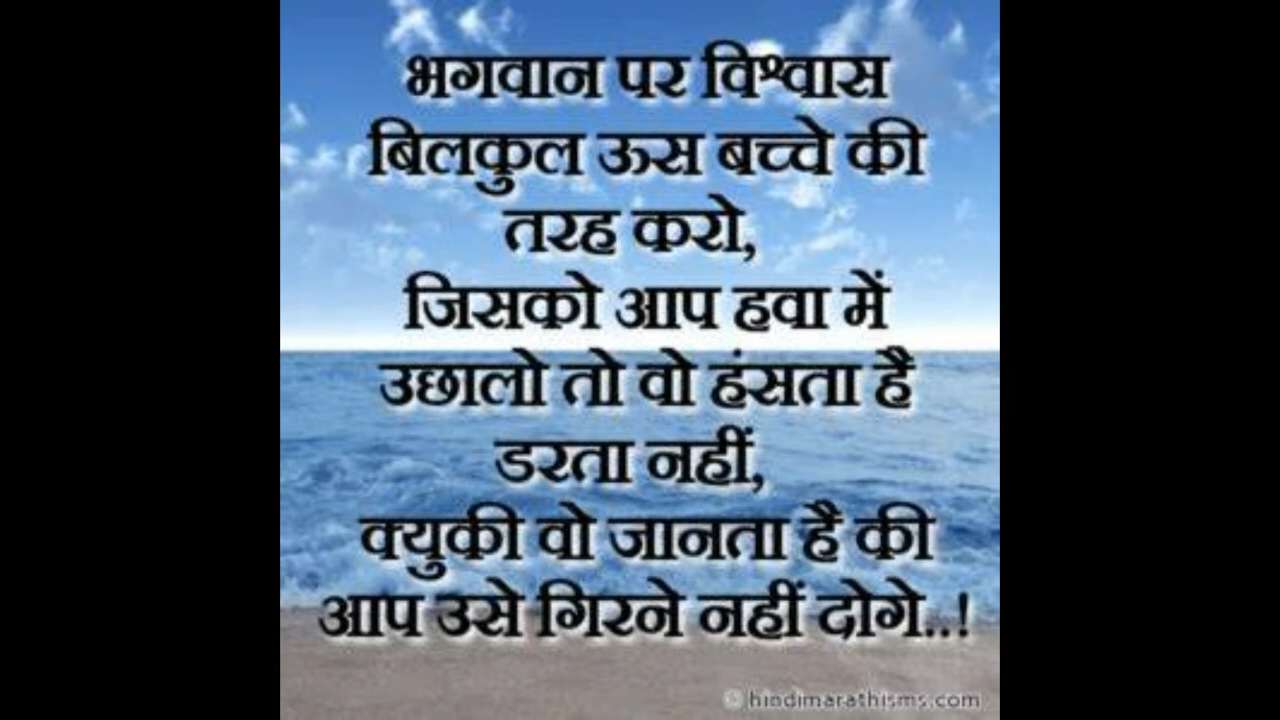 भगवान पर विश्वास
बिलकुल ऊस बच्चे की
तरह करो,
जिसको आप हवा में
उछालो तो वो हंसता है
डरता नहीं,
क्युकी वो जानता है की
आप उसे गिरने नहीं दोगे..!
© hindimarathisms.com